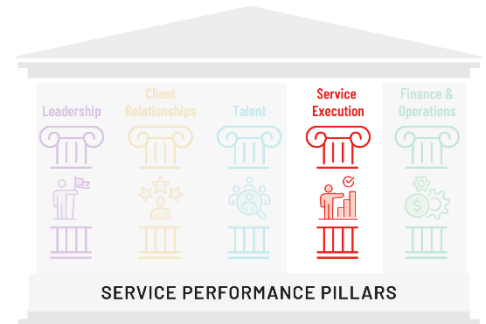 Leadership
Client
Relationships
Talent
Service
Execution
Finance &
Operations
$
SERVICE PERFORMANCE PILLARS